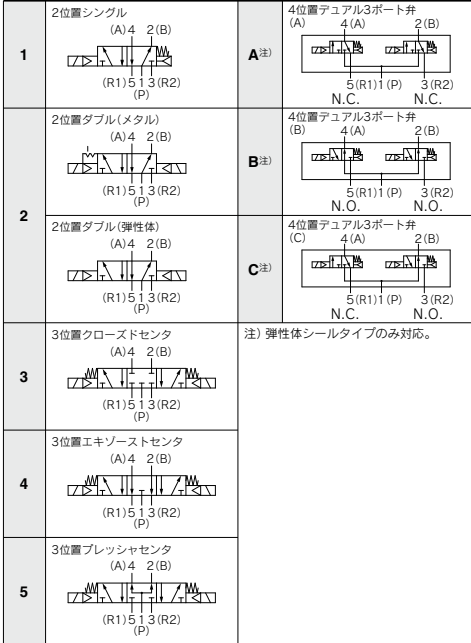 1
2位置シングル
(A)4 2(B)
(R1)5 1 3(R2)
(P)
2
2位置ダブル(メタル)
(A)4 2(B)
(R1)5 1 3(R2)
(P)
2位置ダブル(弾性体)
(A)4 2(B)
(R1)5 1 3(R2)
(P)
3
3位置クローズドセンタ
(A)4 2(B)
(R1)5 1 3(R2)
(P)
4
3位置エキゾーストセンタ
(A)4 2(B)
(R1)5 1 3(R2)
(P)
5
3位置プレッシャセンタ
(A)4 2(B)
(R1)5 1 3(R2)
(P)
A注)
4位置デュアル3ポート弁
(A) 4(A) 2(B)
5(R1)1(P) 3(R2)
N.C. N.C.
B注)
4位置デュアル3ポート弁
(B) 4(A) 2(B)
5(R1)1(P) 3(R2)
N.O. N.O.
C注)
4位置デュアル3ポート弁
(C) 4(A) 2(B)
5(R1)1(P) 3(R2)
N.C. N.O.
注) 弾性体シールタイプのみ対応。